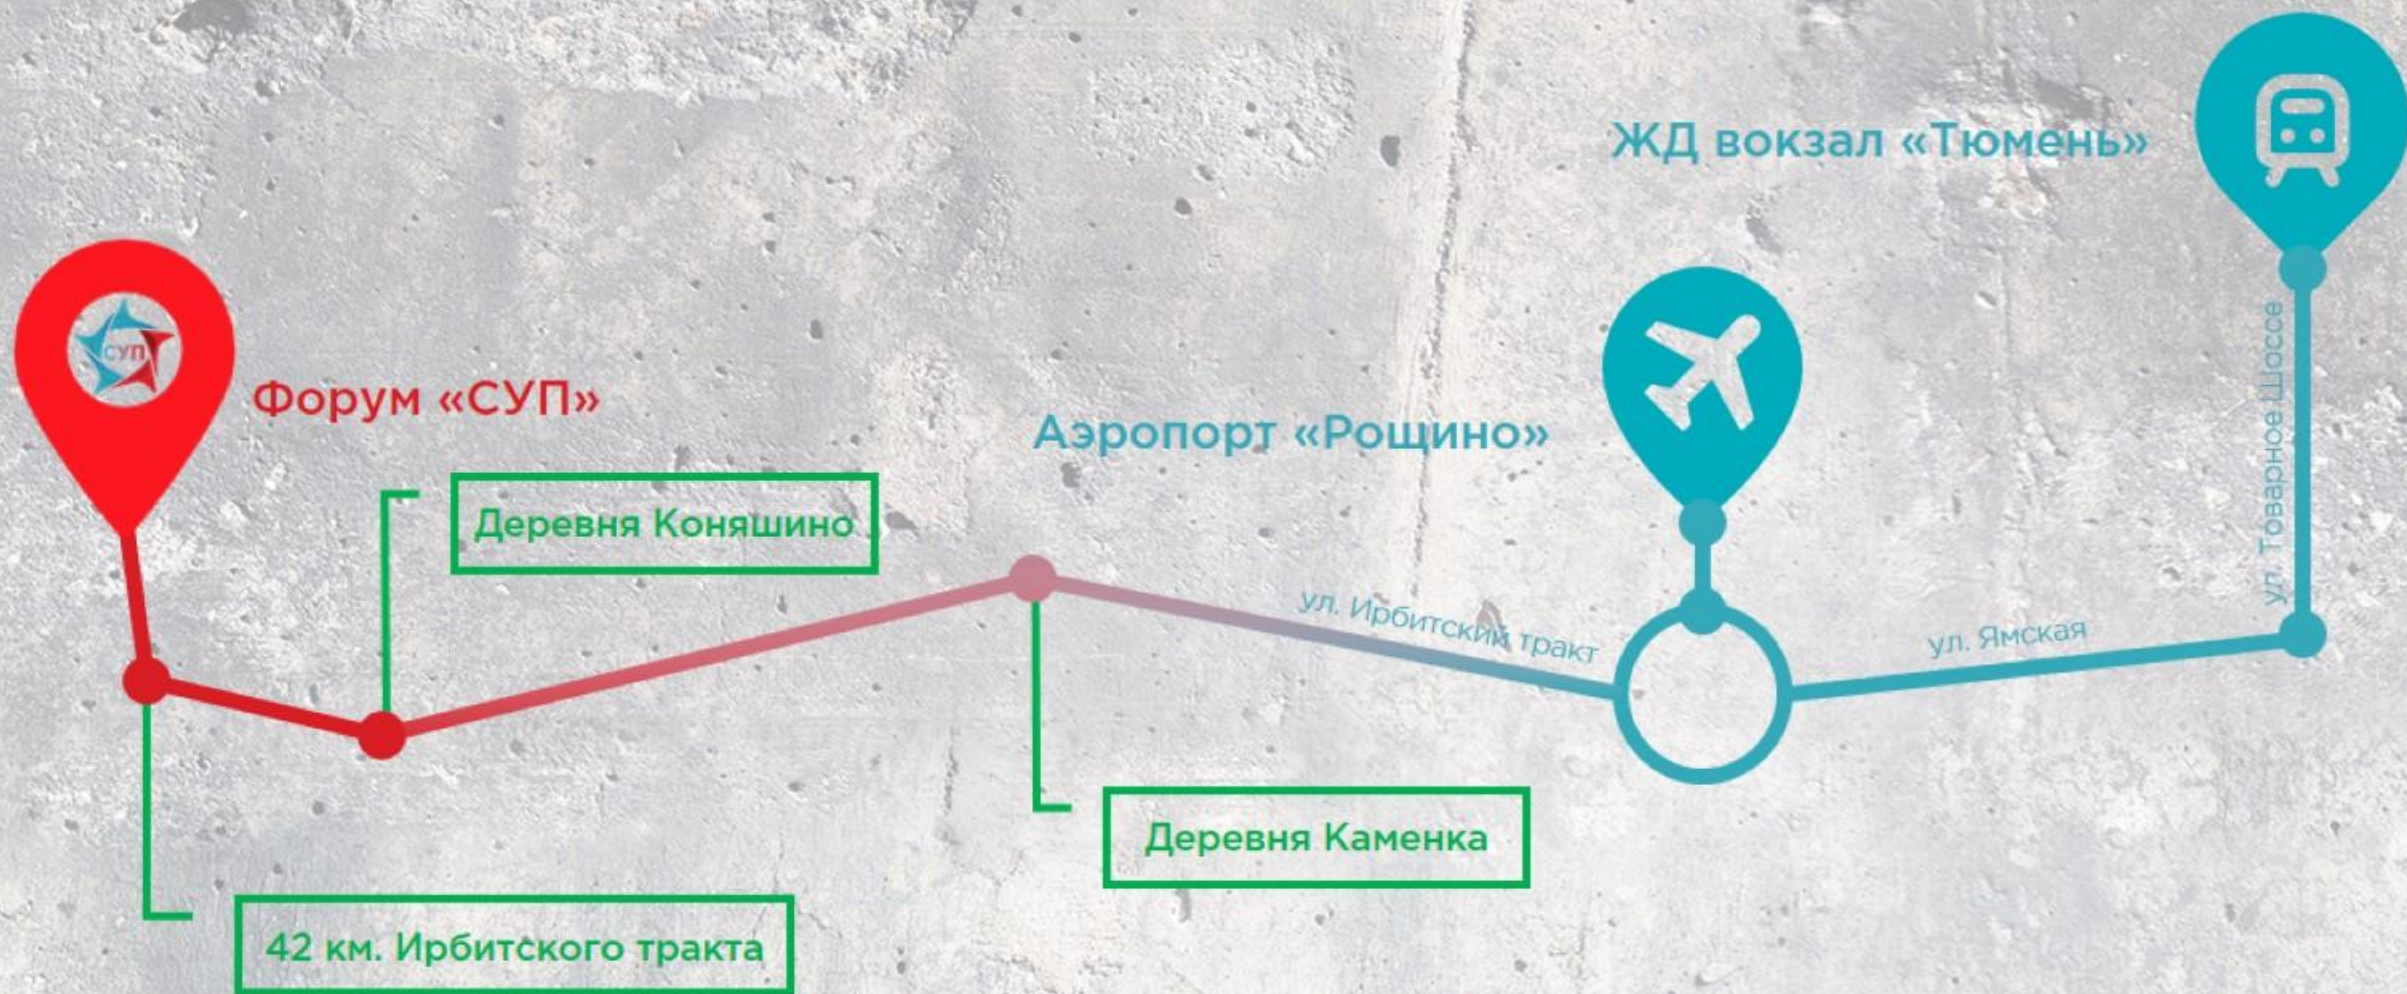 ЖД вокзал «Тюмень»
СУП
Форум «СУП»
Аэропорт «Рощино»
ул. Товарное Шоссе
Деревня Коняшино
ул. Ирбитский тракт
ул. Ямская
Деревня Каменка
42 км. Ирбитского тракта